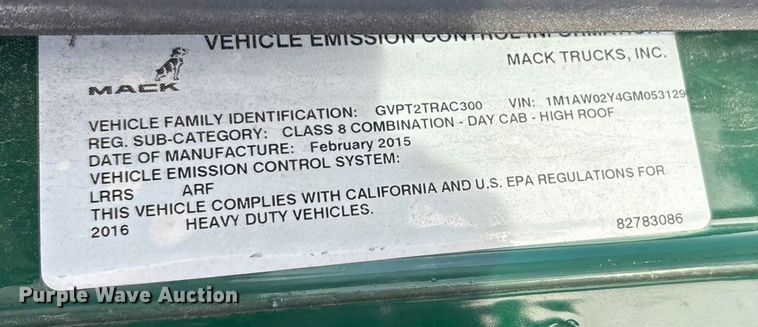 VEHICLE EMISSION CONTROL INFORMATION
MACK TRUCKS, INC.
MACK
VEHICLE FAMILY IDENTIFICATION: GVPT2TRAC300 VIN: 1M1AW02Y4GM053129
REG. SUB-CATEGORY: CLASS 8 COMBINATION - DAY CAB - HIGH ROOF
DATE OF MANUFACTURE: February 2015
VEHICLE EMISSION CONTROL SYSTEM:
LRRS ARF
THIS VEHICLE COMPLIES WITH CALIFORNIA AND U.S. EPA REGULATIONS FOR
2016 HEAVY DUTY VEHICLES.
82783086
Purple Wave Auction